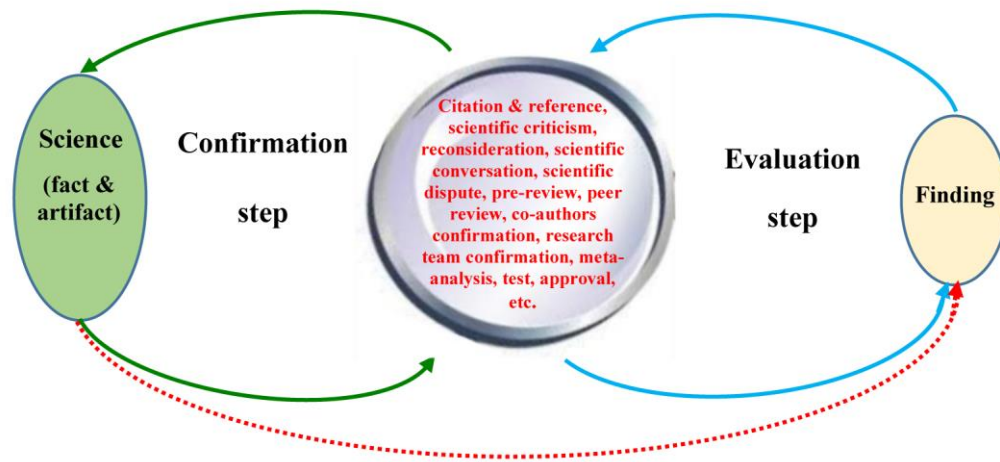 Science
(fact &
artifact)
Confirmation
step
Citation & reference,
scientific criticism,
reconsideration, scientific
conversation, scientific
dispute, pre-review, peer
review, co-authors
confirmation, research
team confirmation, meta-
analysis, test, approval,
etc.
Evaluation
step
Finding